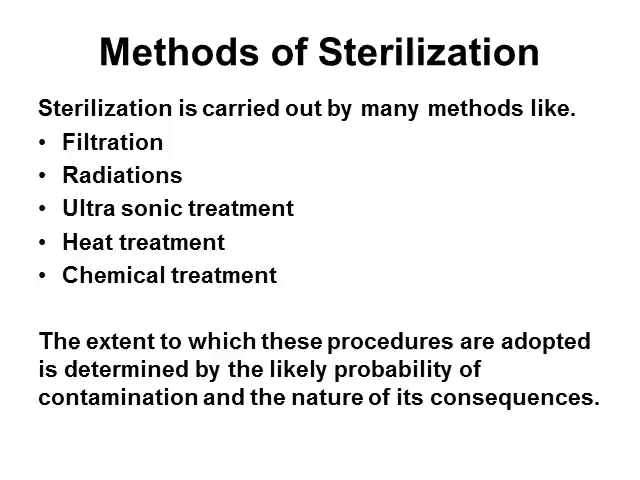 Methods of Sterilization
Sterilization is carried out by many methods like.
• Filtration
• Radiations
• Ultra sonic treatment
• Heat treatment
• Chemical treatment
The extent to which these procedures are adopted
is determined by the likely probability of
contamination and the nature of its consequences.